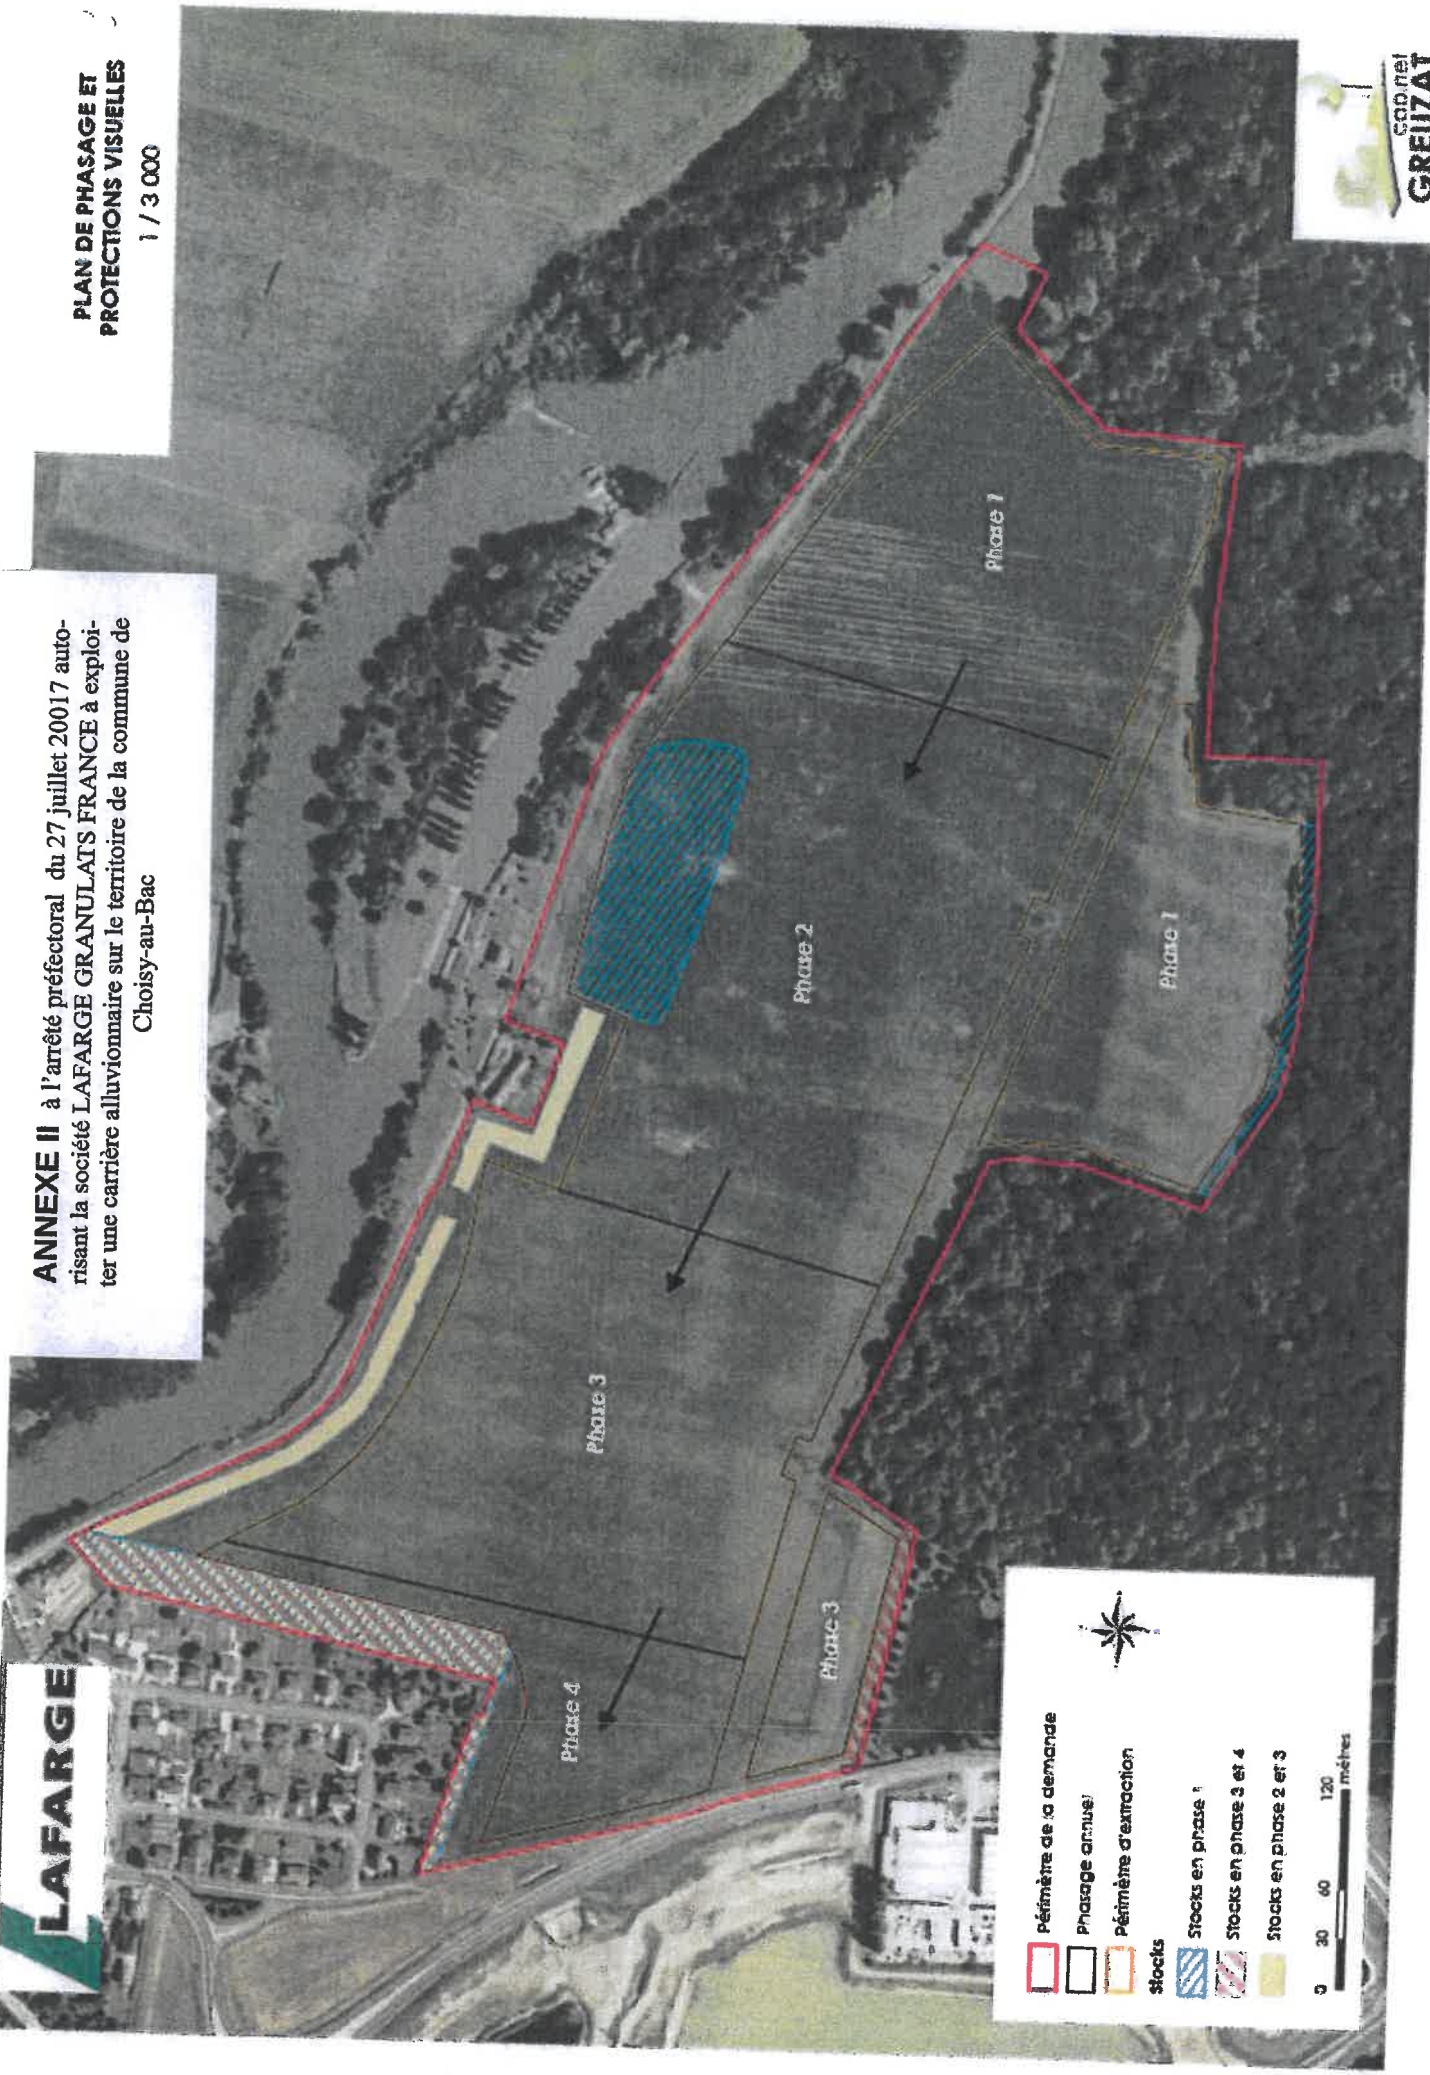 LAFARGE
ANNEXE II à l'arrêté préfectoral du 27 juillet 20017 auto-
risant la société LAFARGE GRANULATS FRANCE à exploi-
ter une carrière alluvionnaire sur le territoire de la commune de
Choisy-au-Bac
PLAN DE PHASAGE ET
PROTECTIONS VISUELLES
1 / 3 000
Phase 4
Phase 3
Phase 3
Phase 2
Phase 1
Phase 1
Périmètre de la demande
Phasage annuel
Périmètre d'extraction
Stocks
Stocks en phase 1
Stocks en phase 3 et 4
Stocks en phase 2 et 3
0 30 60 120
mètres
GREUZAT